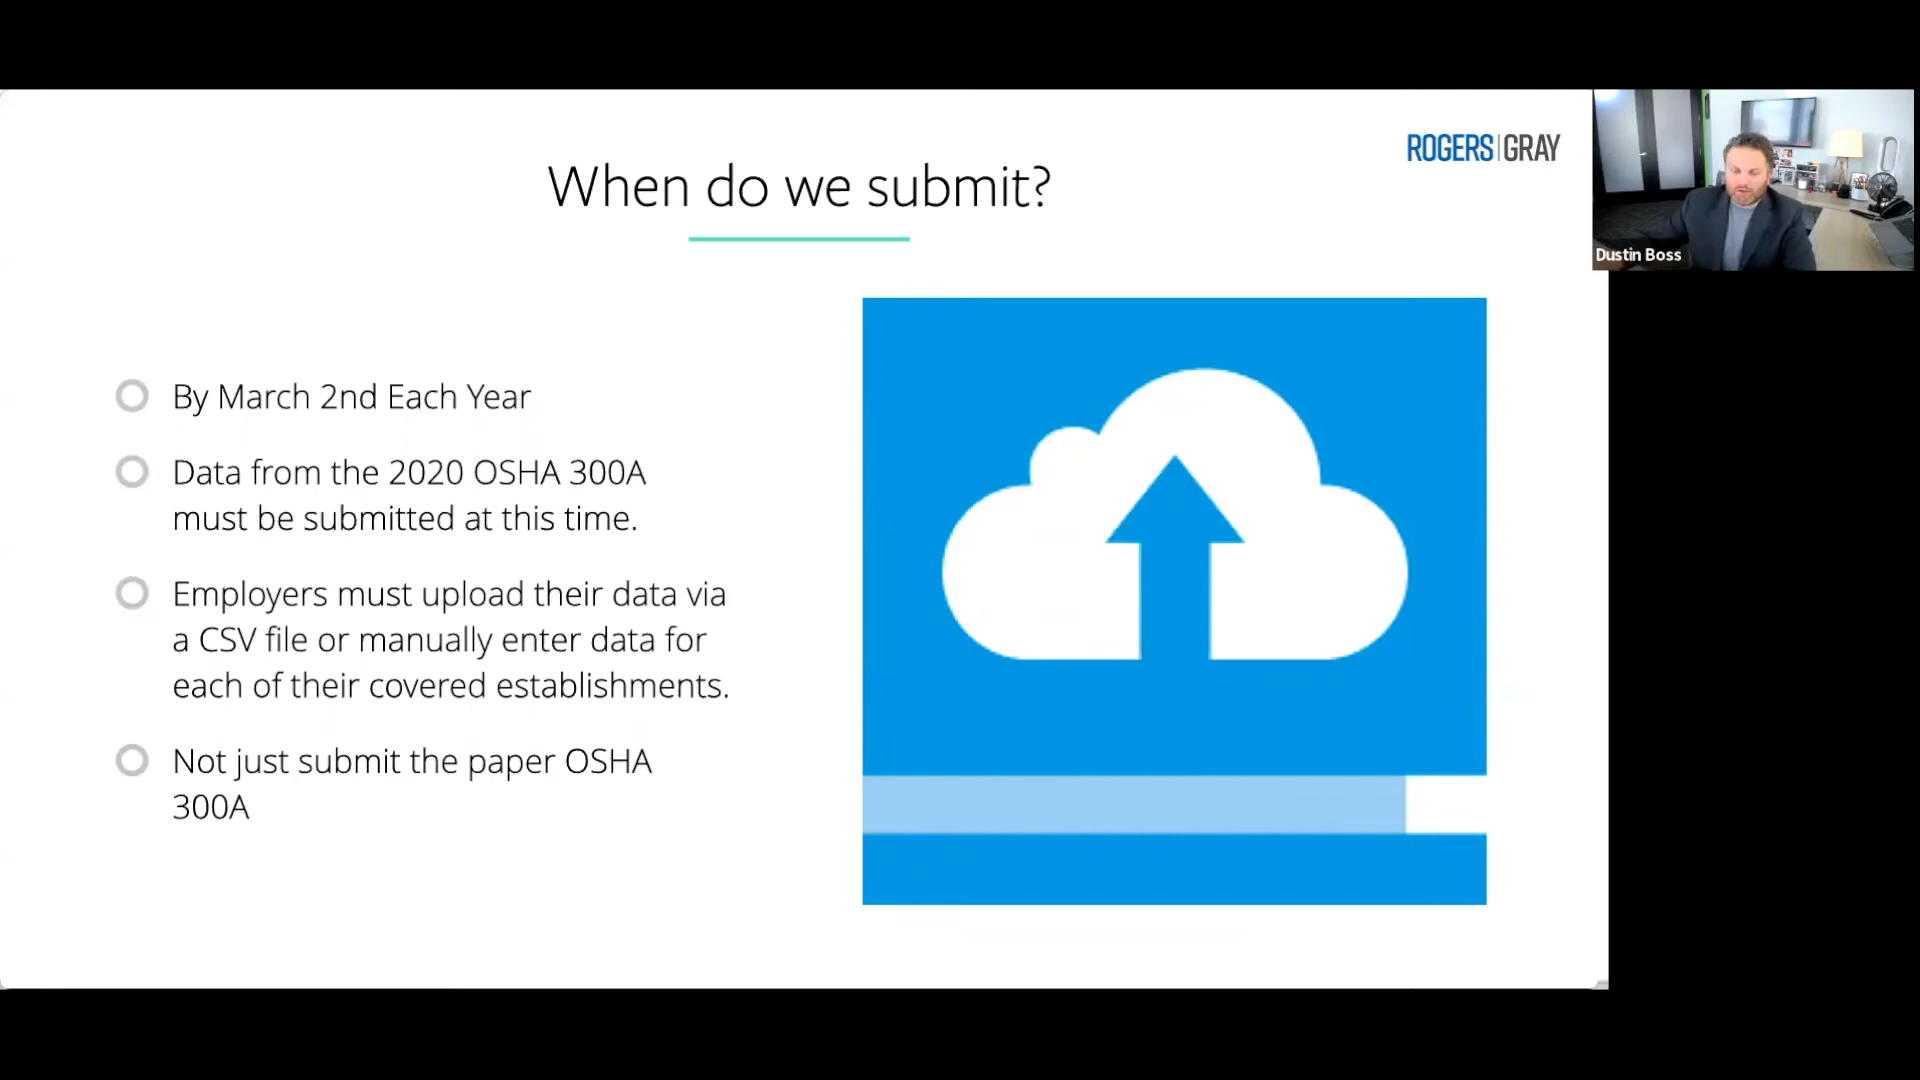 ROGERS|GRAY
When do we submit?
Dustin Boss
By March 2nd Each Year
Data from the 2020 OSHA 300A
must be submitted at this time.
Employers must upload their data via
a CSV file or manually enter data for
each of their covered establishments.
Not just submit the paper OSHA
300A